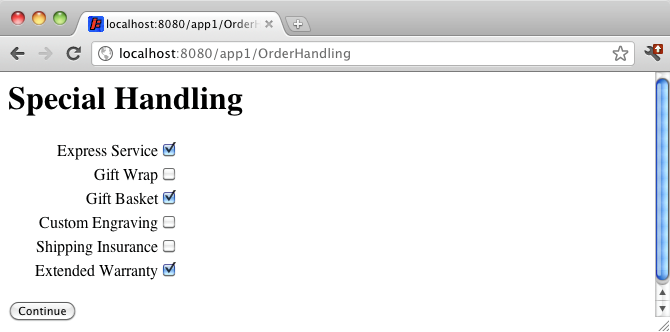 localhost:8080/app1/OrderH
localhost:8080/app1/OrderHandling
Special Handling
Express Service
Gift Wrap
Gift Basket
Custom Engraving
Shipping Insurance
Extended Warranty
Continue